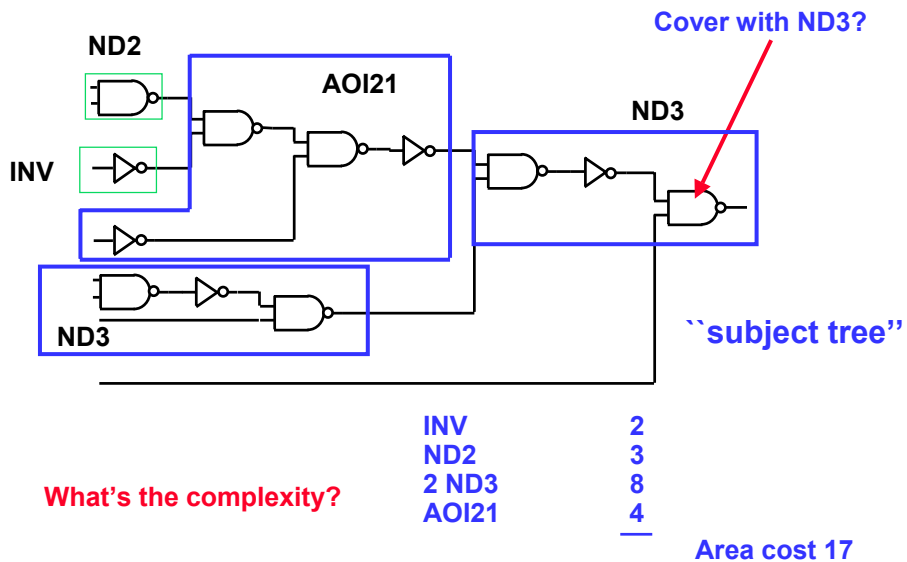 Cover with ND3?
ND2
AOI21
ND3
INV
ND3
``subject tree''
INV 2
ND2 3
2 ND3 8
What's the complexity?
AOI21 4
Area cost 17